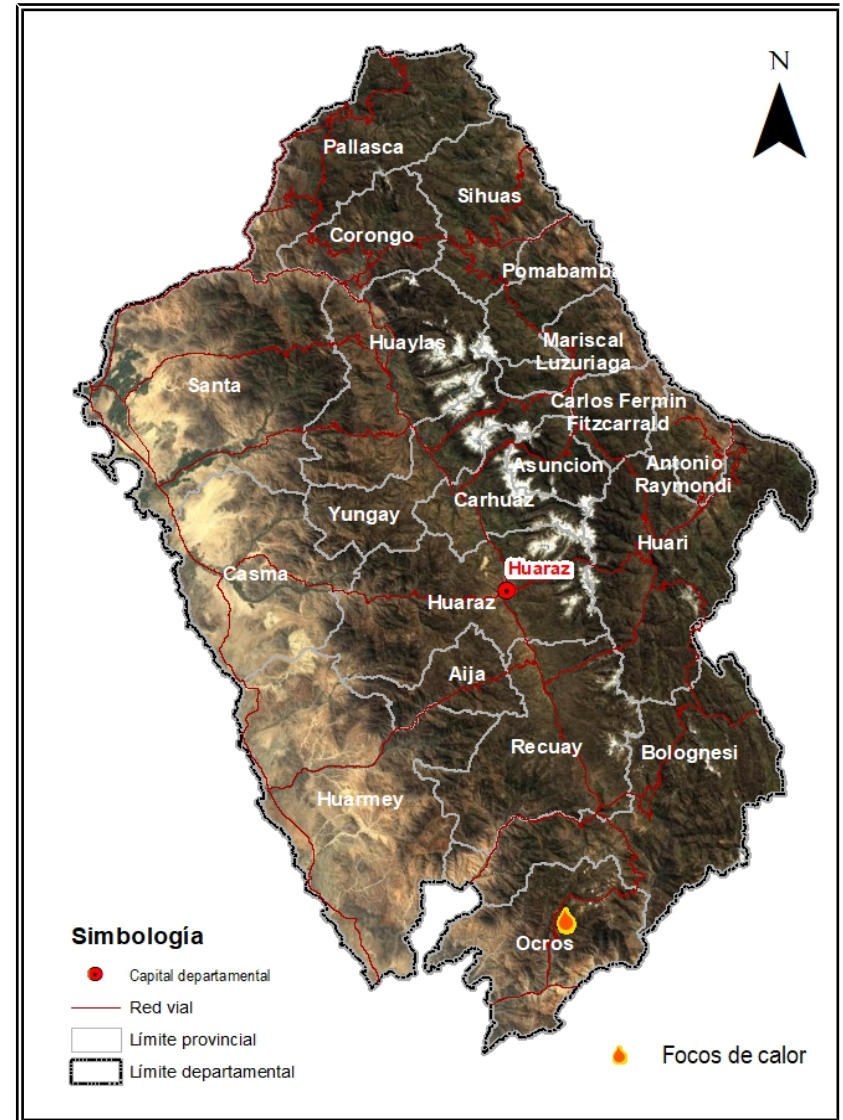 N
Pallasca
Sihuas
Corongo
Pomabamb
Huaylas
Mariscal
Luzuriaga
Santa
Carlos Fermin
Fitzcarrald
Asuncion
Antonio
Raymondi
Carhuaz
Yungay
Huari
Casma
Huaraz
Huaraz
Aija
Recuay
Bolognesi
Huarmey
Ocros
Simbología
Capital departamental
Red vial
Límite provincial
Límite departamental
Focos de calor